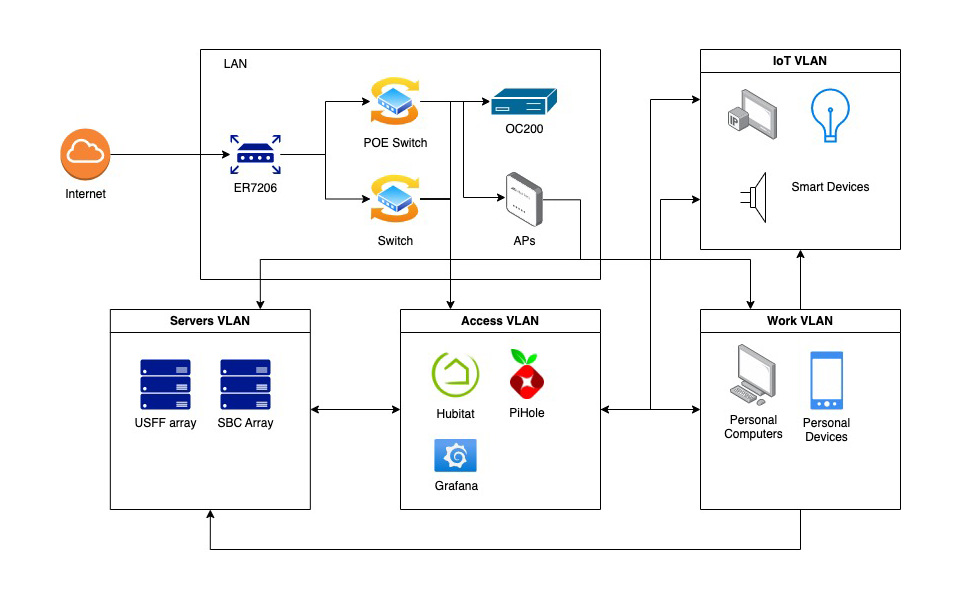 LAN
IoT VLAN
POE Switch
OC200
IP
Internet
ER7206
Smart Devices
Switch
APs
Servers VLAN
Access VLAN
Work VLAN
USFF array
SBC Array
Hubitat
PiHole
Personal
Computers
Personal
Devices
Grafana